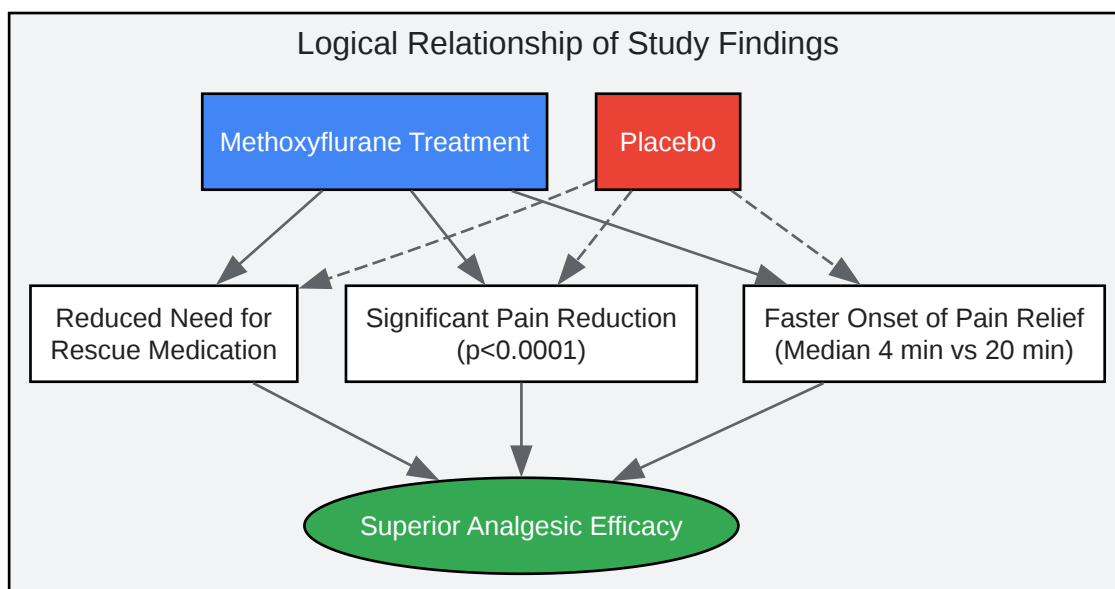 Logical Relationship of Study Findings
Methoxyflurane Treatment
Placebo
Reduced Need for
Rescue Medication
Significant Pain Reduction
(p<0.0001)
Faster Onset of Pain Relief
(Median 4 min vs 20 min)
Superior Analgesic Efficacy